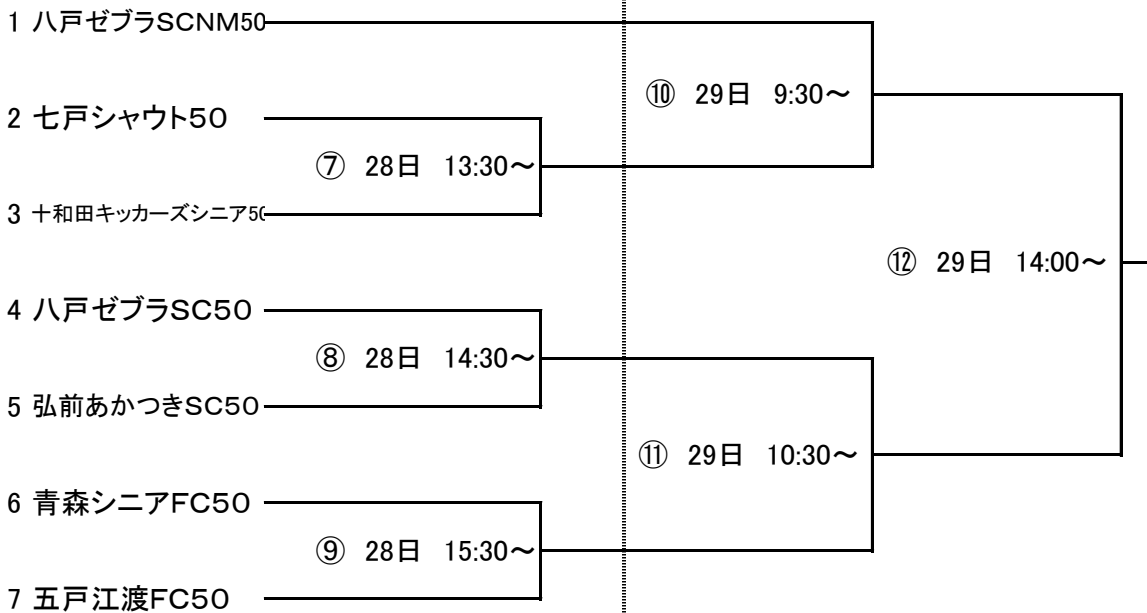 1 八戸ゼブラSCNM50
⑩ 29日 9:30～
2 七戸シャウト50
⑦ 28日 13:30～
3 十和田キッカーズシニア50
⑫ 29日 14:00～
4 八戸ゼブラSC50
⑧ 28日 14:30～
5 弘前あかつきSC50
⑪ 29日 10:30～
6 青森シニアFC50
⑨ 28日 15:30～
7 五戸江渡FC50